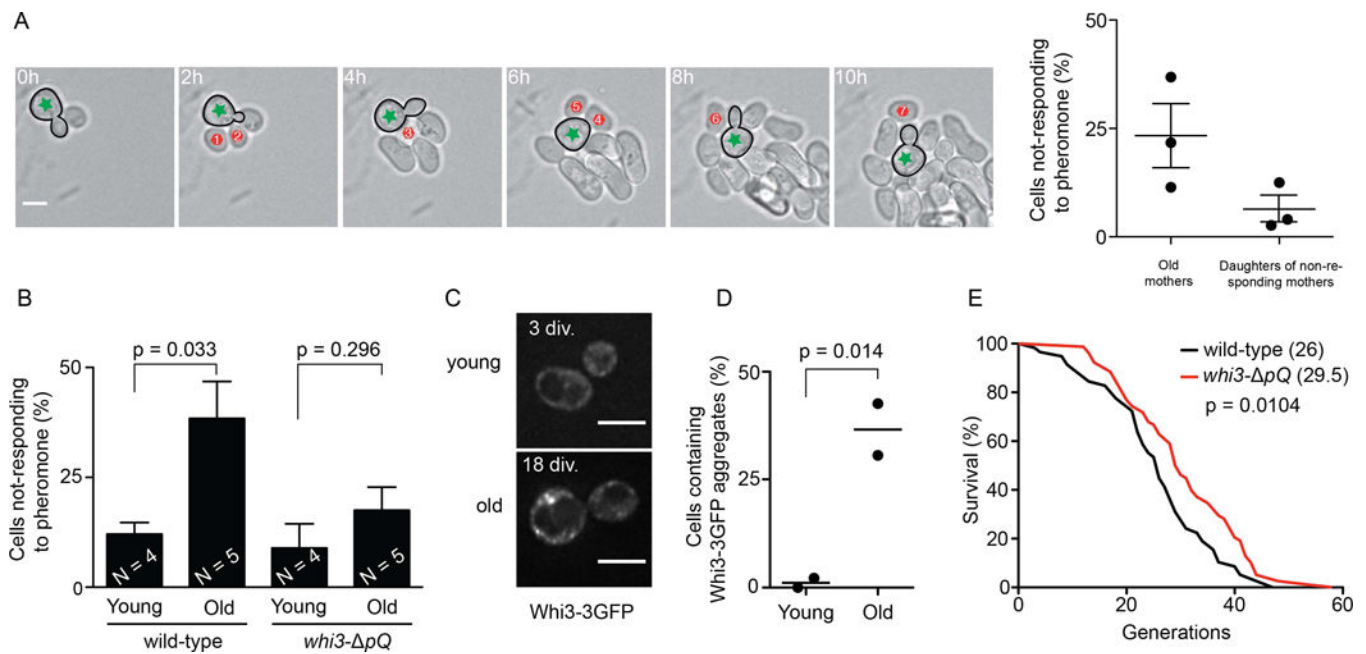 A
0h
2h
4h
6h
8h
10h
1
2
3
4
5
6
7
Cells not-responding
to pheromone (%)
50
25
0
Old
mothers
Daughters of non-re-
sponding mothers
B
Cells not-responding
to pheromone (%)
50
25
0
p = 0.033
p = 0.296
N = 4
N = 5
N = 4
N = 5
Young
Old
Young
Old
wild-type
whi3-ΔpQ
C
young
3 div.
old
18 div.
Whi3-3GFP
D
Cells containing
Whi3-3GFP aggregates (%)
p = 0.014
50
25
0
Young
Old
E
Survival (%)
100
80
60
40
20
0
wild-type (26)
whi3-ΔpQ (29.5)
p = 0.0104
0
20
40
60
Generations